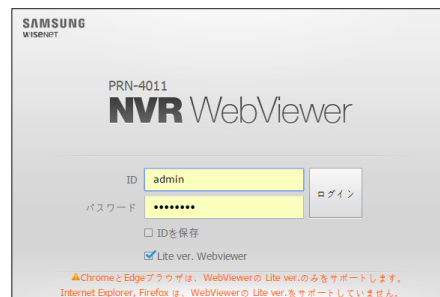 SAMSUNG
WISENET
PRN-4011
NVR WebViewer
ID admin
ログイン
パスワード ••••••••
IDを保存
Lite ver. Webviewer
ChromeとEdgeブラウザは、WebViewerの Lite ver.のみをサポートします。
Internet Explorer, Firefox は、WebViewerの Lite ver.をサポートしていません。